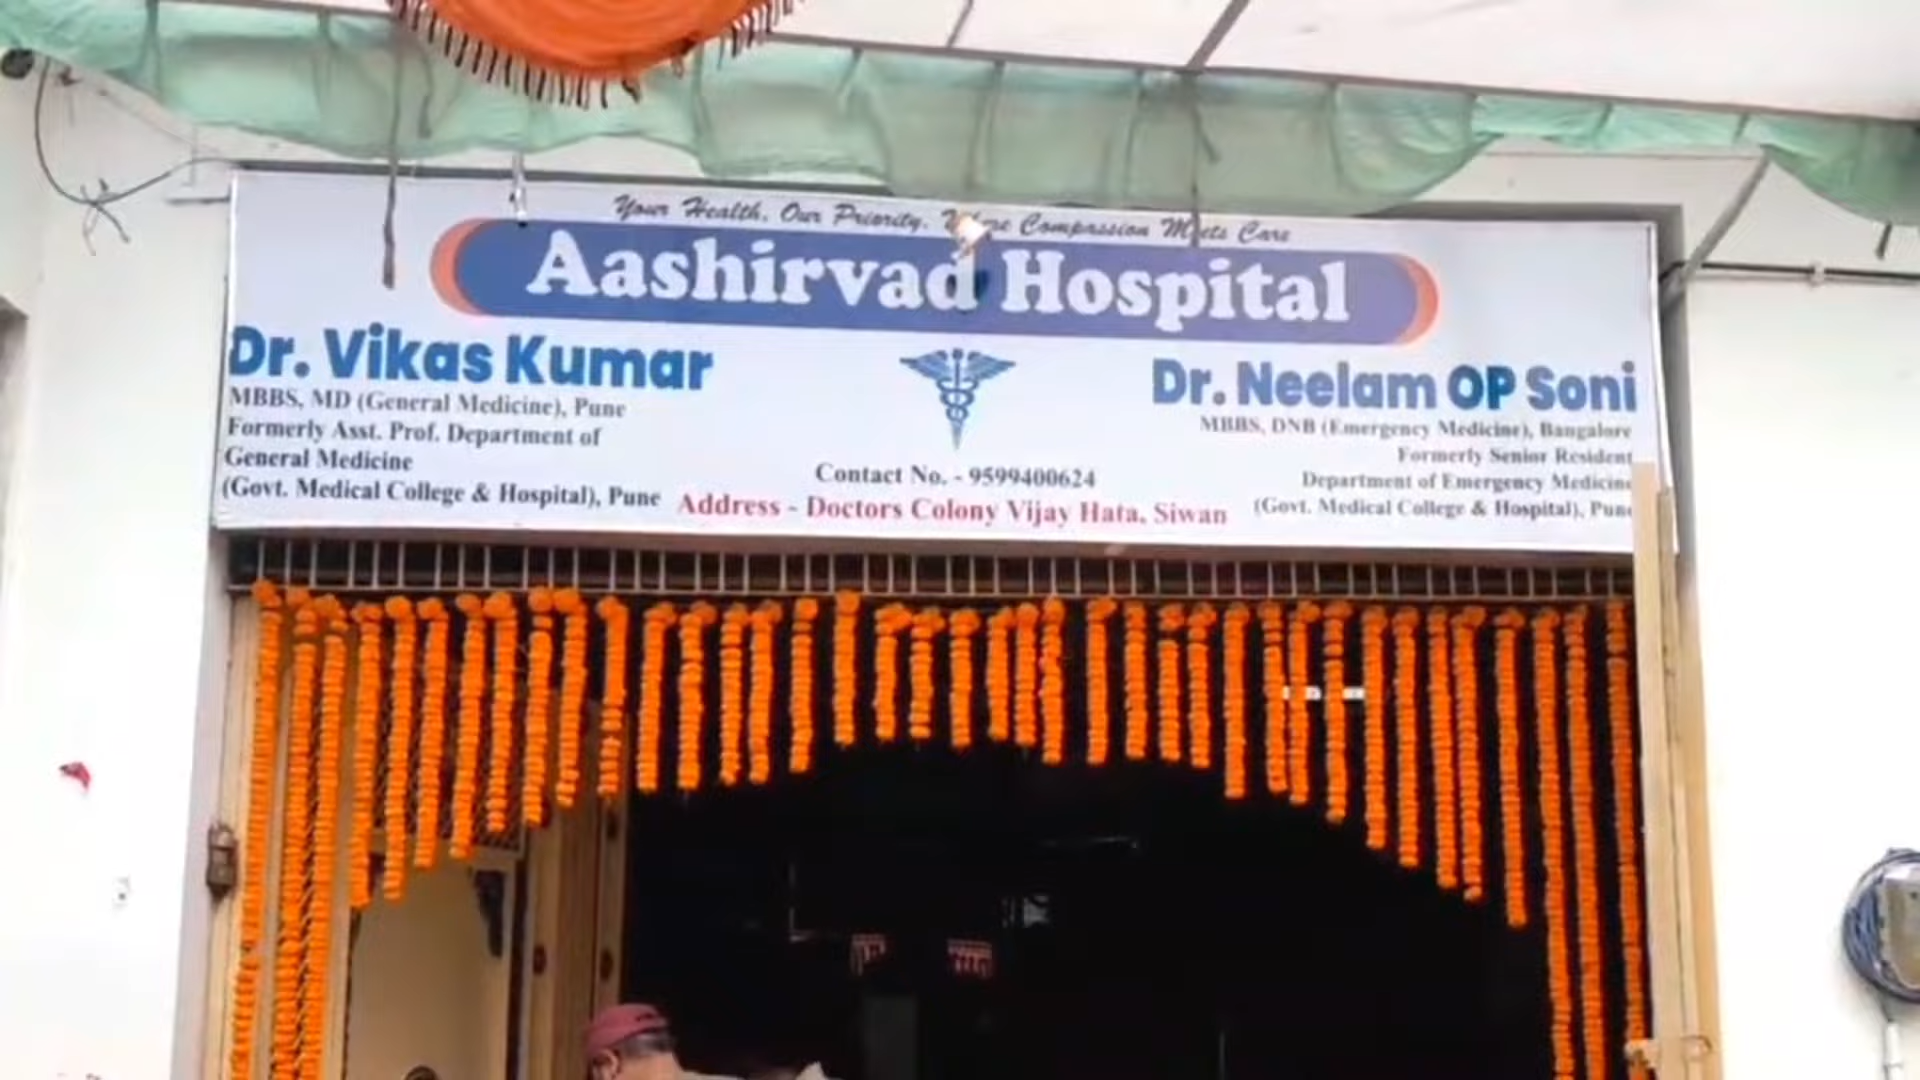 Your Health, Our Priority. Where Compassion Meets Care
Aashirvad Hospital
Dr. Vikas Kumar
MBBS, MD (General Medicine), Pune
Formerly Asst. Prof. Department of
General Medicine
(Govt. Medical College & Hospital), Pune
Dr. Neelam OP Soni
MBBS, DNB (Emergency Medicine), Bangalore
Formerly Senior Resident
Department of Emergency Medicine
(Govt. Medical College & Hospital), Pune
Contact No. - 9599400624
Address - Doctors Colony Vijay Hata, Siwan